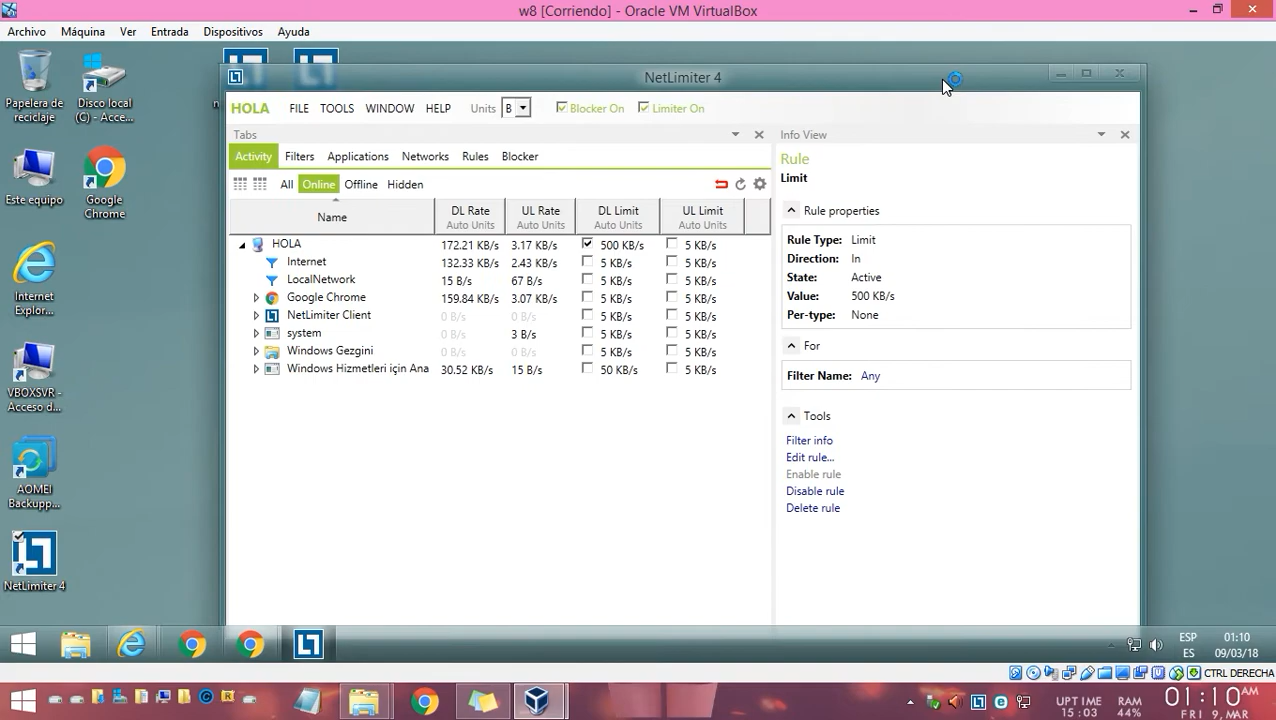 w8 [Corriendo] - Oracle VM VirtualBox
Archivo Máquina Ver Entrada Dispositivos Ayuda
Papelera de reciclaje
Disco local (C) - Acce...
Este equipo
Google Chrome
Internet Explor...
VBOXSVR - Acceso d...
AOMEI Backupp...
NetLimiter 4
n
NetLimiter 4
HOLA FILE TOOLS WINDOW HELP Units B Blocker On Limiter On
Tabs
Activity Filters Applications Networks Rules Blocker
All Online Offline Hidden
Name DL Rate UL Rate DL Limit UL Limit
Auto Units Auto Units Auto Units Auto Units
HOLA 172.21 KB/s 3.17 KB/s 500 KB/s 5 KB/s
Internet 132.33 KB/s 2.43 KB/s 5 KB/s 5 KB/s
LocalNetwork 15 B/s 67 B/s 5 KB/s 5 KB/s
Google Chrome 159.84 KB/s 3.07 KB/s 5 KB/s 5 KB/s
NetLimiter Client 0 B/s 0 B/s 5 KB/s 5 KB/s
system 0 B/s 3 B/s 5 KB/s 5 KB/s
Windows Gezgini 0 B/s 0 B/s 5 KB/s 5 KB/s
Windows Hizmetleri için Ana 30.52 KB/s 15 B/s 50 KB/s 5 KB/s
Info View
Rule
Limit
Rule properties
Rule Type: Limit
Direction: In
State: Active
Value: 500 KB/s
Per-type: None
For
Filter Name: Any
Tools
Filter info
Edit rule...
Enable rule
Disable rule
Delete rule
ESP 01:10
ES 09/03/18
CTRL DERECHA
UPTIME 15:03
RAM 44%
01:10 AM
FRI 9, MAR